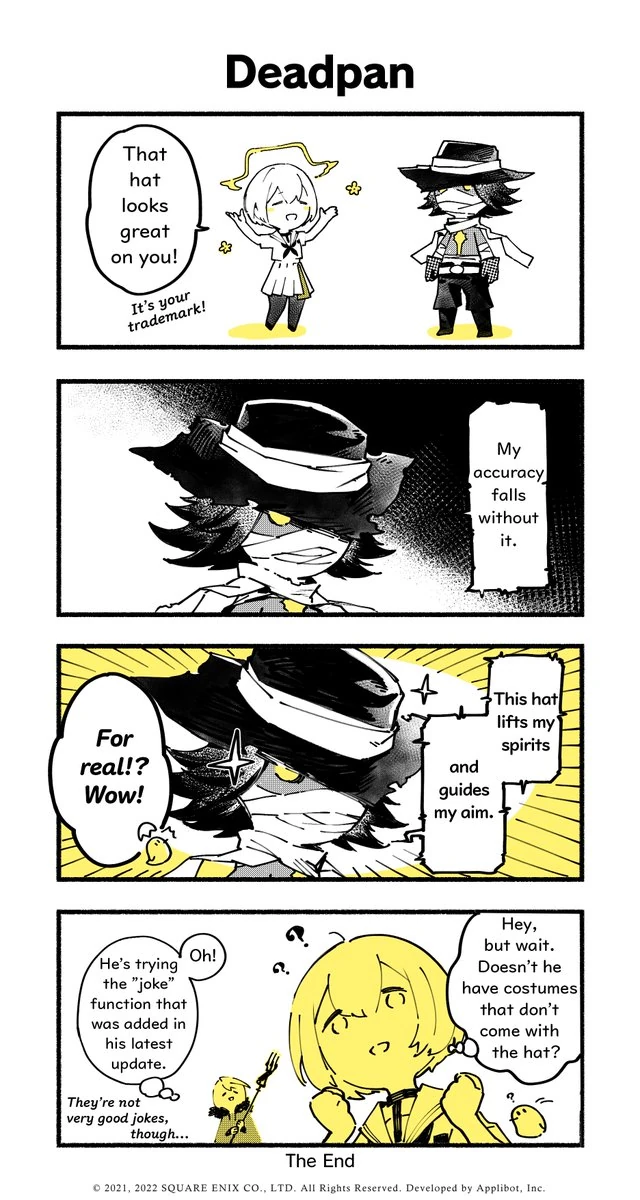 Deadpan
That
hat
looks
great
on you!
It's your
trademark!
My
accuracy
falls
without
it.
This hat
lifts my
spirits
and
guides
my aim.
For
real!?
Wow!
Hey,
but wait.
Doesn't he
have costumes
that don't
come with
the hat?
?
?
?
Oh!
He's trying
the "joke"
function that
was added in
his latest
update.
They're not
very good jokes,
though...
The End
© 2021, 2022 SQUARE ENIX CO., LTD. All Rights Reserved. Developed by Applibot, Inc.